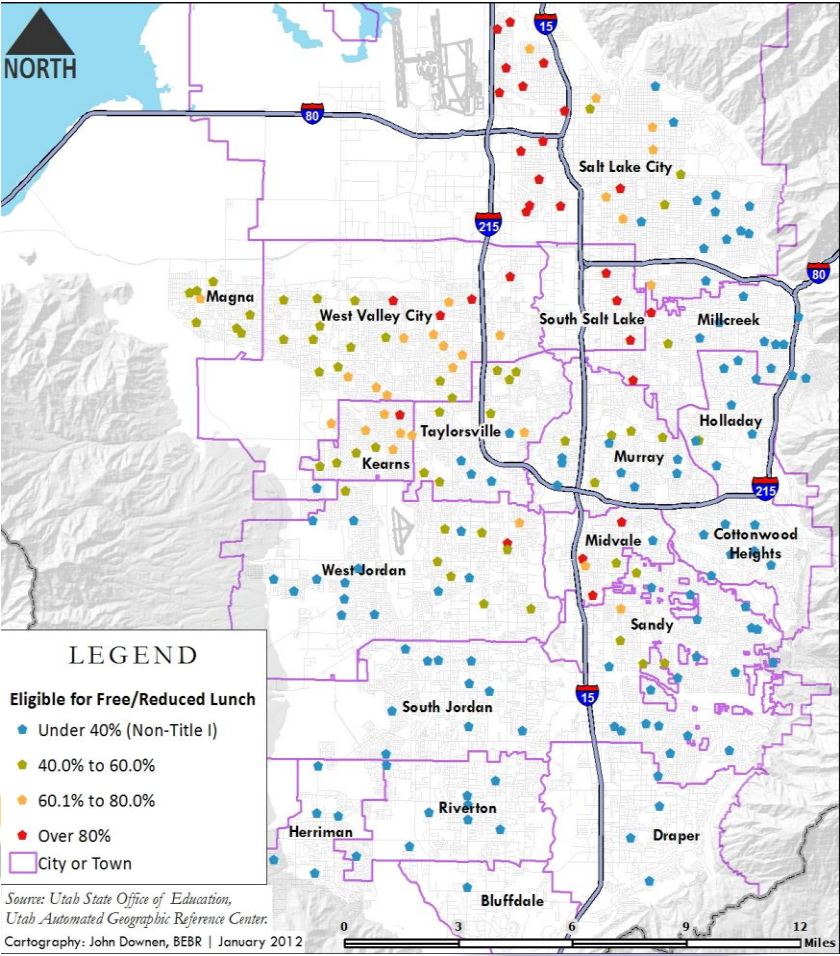 NORTH
15
80
Salt Lake City
215
80
Magna
West Valley City
South Salt Lake
Millcreek
Holladay
Taylorsville
Murray
Kearns
215
Midvale
Cottonwood
Heights
West Jordan
Sandy
LEGEND
Eligible for Free/Reduced Lunch
Under 40% (Non-Title I)
40.0% to 60.0%
60.1% to 80.0%
Over 80%
City or Town
15
South Jordan
Riverton
Herriman
Draper
Bluffdale
Source: Utah State Office of Education,
Utah Automated Geographic Reference Center.
Cartography: John Downen, BEBR | January 2012
0 3 6 9 12
Miles